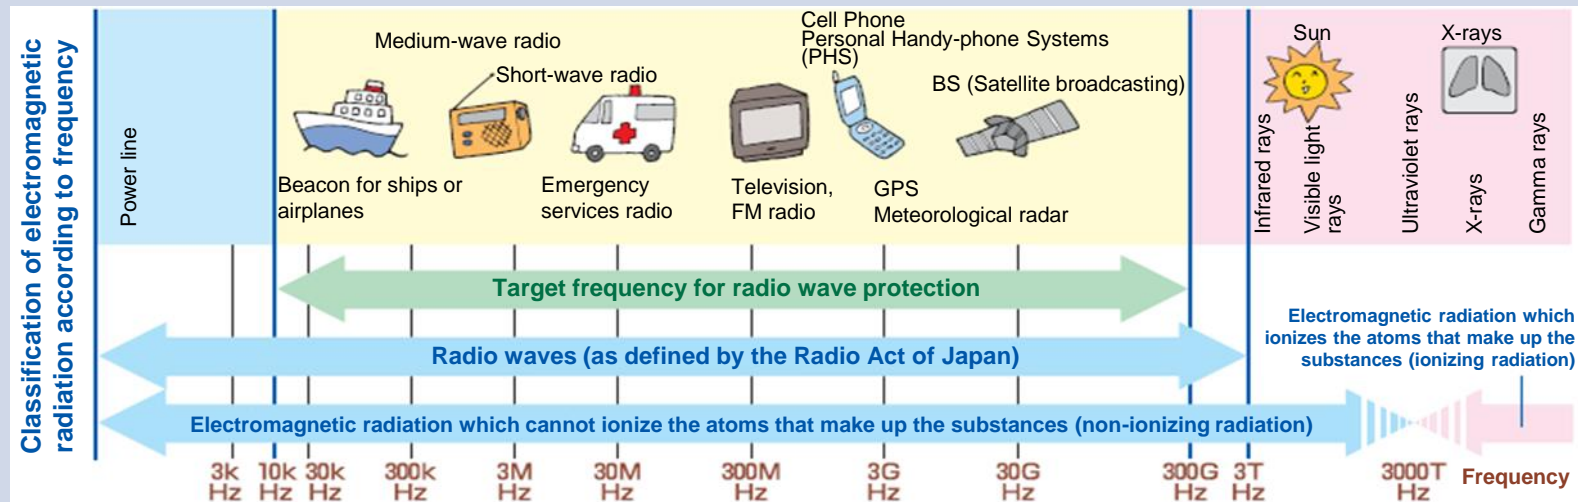 Classification of electromagnetic
radiation according to frequency
Power line
Medium-wave radio
Short-wave radio
Beacon for ships or
airplanes
Emergency
services radio
Television,
FM radio
Cell Phone
Personal Handy-phone Systems
(PHS)
BS (Satellite broadcasting)
GPS
Meteorological radar
Infrared rays
Sun
Visible light
rays
Ultraviolet rays
X-rays
X-rays
Gamma rays
Target frequency for radio wave protection
Radio waves (as defined by the Radio Act of Japan)
Electromagnetic radiation which
ionizes the atoms that make up the
substances (ionizing radiation)
Electromagnetic radiation which cannot ionize the atoms that make up the substances (non-ionizing radiation)
3k
Hz
10k
Hz
30k
Hz
300k
Hz
3M
Hz
30M
Hz
300M
Hz
3G
Hz
30G
Hz
300G
Hz
3T
Hz
3000T
Hz
Frequency